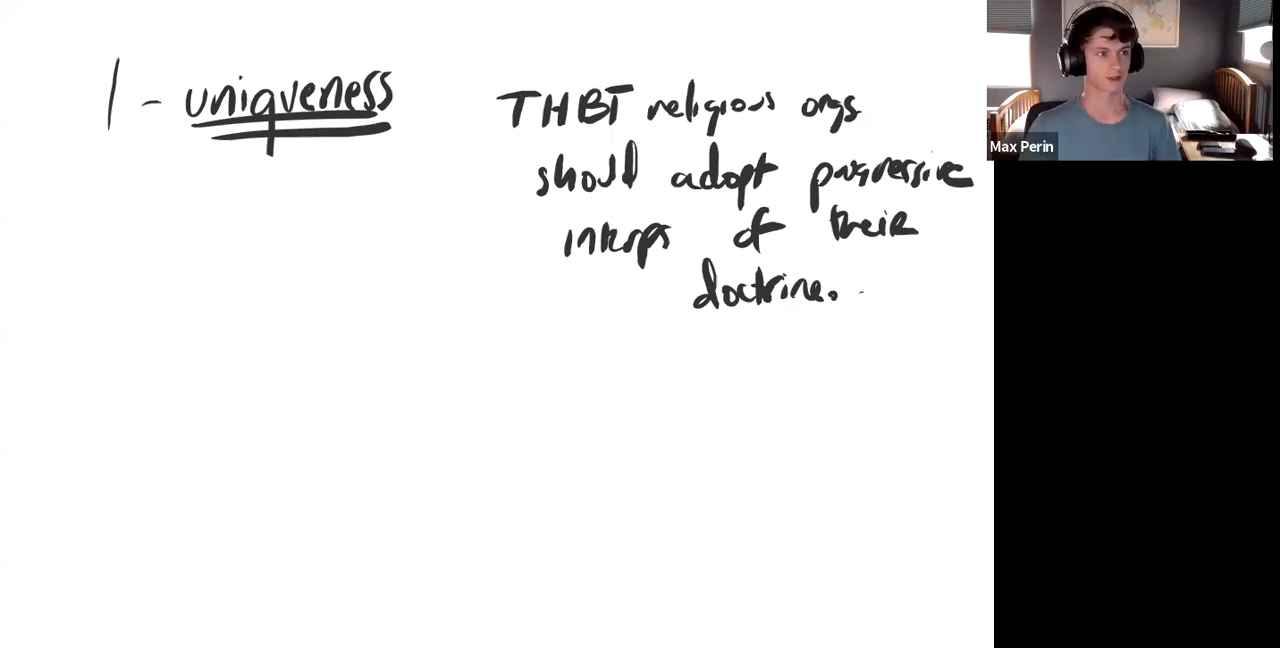 1 - uniqueness
THBT religious orgs
should adopt progressive
interps of their
doctrine.
Max Perin